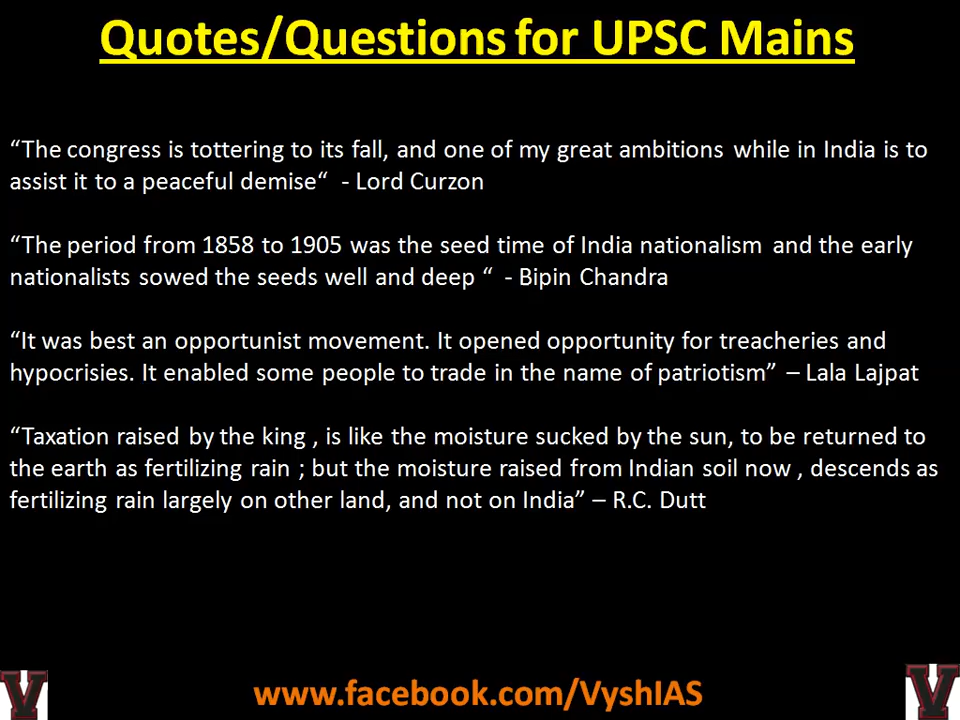 Quotes/Questions for UPSC Mains
“The congress is tottering to its fall, and one of my great ambitions while in India is to
assist it to a peaceful demise“ - Lord Curzon
“The period from 1858 to 1905 was the seed time of India nationalism and the early
nationalists sowed the seeds well and deep “ - Bipin Chandra
“It was best an opportunist movement. It opened opportunity for treacheries and
hypocrisies. It enabled some people to trade in the name of patriotism” – Lala Lajpat
“Taxation raised by the king , is like the moisture sucked by the sun, to be returned to
the earth as fertilizing rain ; but the moisture raised from Indian soil now , descends as
fertilizing rain largely on other land, and not on India” – R.C. Dutt
V www.facebook.com/VyshIAS V